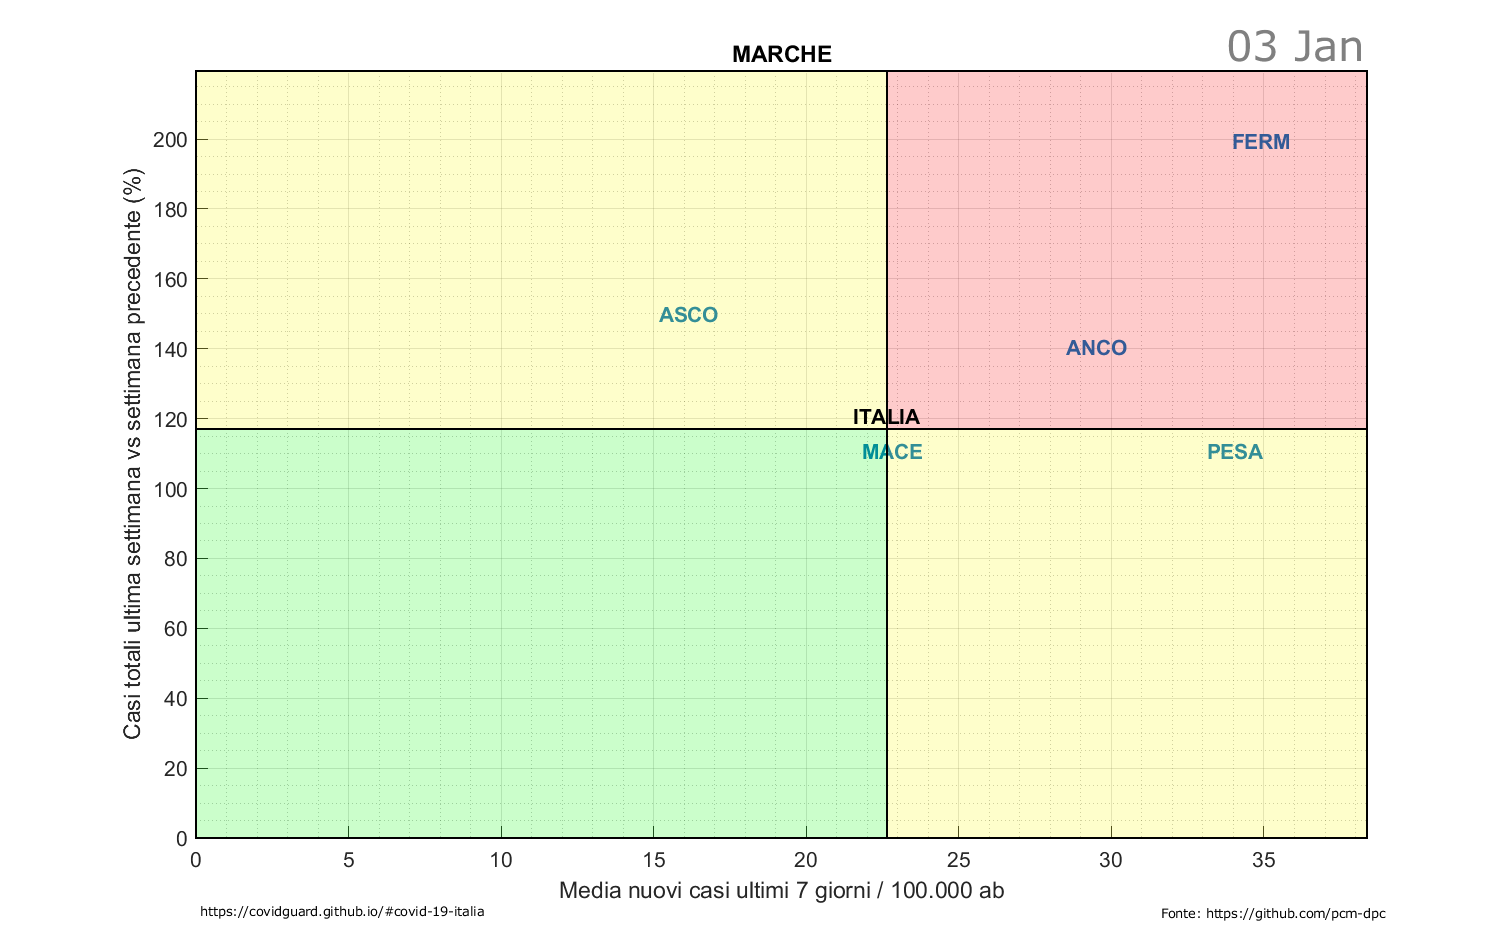 MARCHE
03 Jan
Casi totali ultima settimana vs settimana precedente (%)
200
180
160
140
120
100
80
60
40
20
0
FERM
ASCO
ANCO
ITALIA
MACE
PESA
0 5 10 15 20 25 30 35
Media nuovi casi ultimi 7 giorni / 100.000 ab
https://covidguard.github.io/#covid-19-italia
Fonte: https://github.com/pcm-dpc